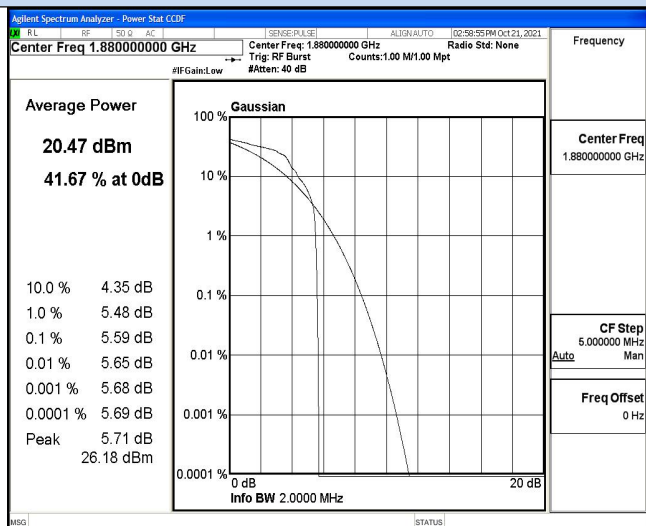 Agilent Spectrum Analyzer - Power Stat CCDF
LXI RL RF 50 Ω AC SENSE:PULSE ALIGN AUTO 02:58:55 PM Oct 21, 2021
Center Freq 1.880000000 GHz
Center Freq: 1.880000000 GHz Radio Std: None
Trig: RF Burst Counts:1.00 M/1.00 Mpt
#IFGain:Low #Atten: 40 dB
Frequency
Average Power
20.47 dBm
41.67 % at 0dB
10.0 % 4.35 dB
1.0 % 5.48 dB
0.1 % 5.59 dB
0.01 % 5.65 dB
0.001 % 5.68 dB
0.0001 % 5.69 dB
Peak 5.71 dB
26.18 dBm
Gaussian
100 %
10 %
1 %
0.1 %
0.01 %
0.001 %
0.0001 %
0 dB 20 dB
Info BW 2.0000 MHz
Center Freq
1.880000000 GHz
CF Step
5.000000 MHz
Auto Man
Freq Offset
0 Hz
MSG STATUS